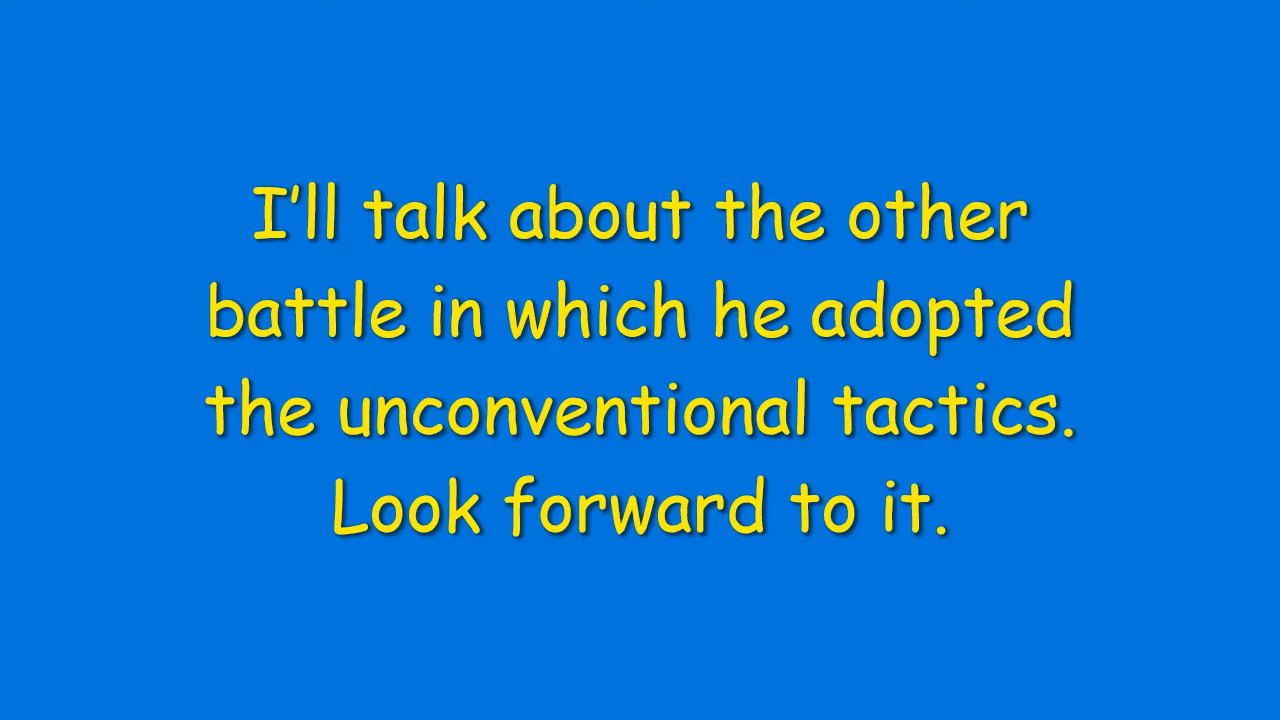 I’ll talk about the other
battle in which he adopted
the unconventional tactics.
Look forward to it.